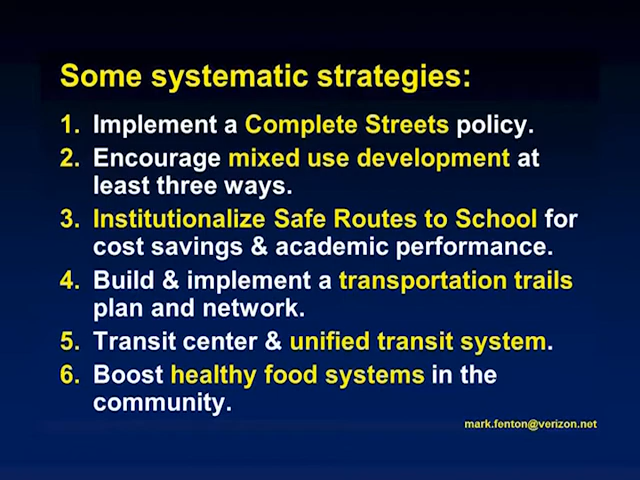 Some systematic strategies:
1. Implement a Complete Streets policy.
2. Encourage mixed use development at
least three ways.
3. Institutionalize Safe Routes to School for
cost savings & academic performance.
4. Build & implement a transportation trails
plan and network.
5. Transit center & unified transit system.
6. Boost healthy food systems in the
community.
mark.fenton@verizon.net